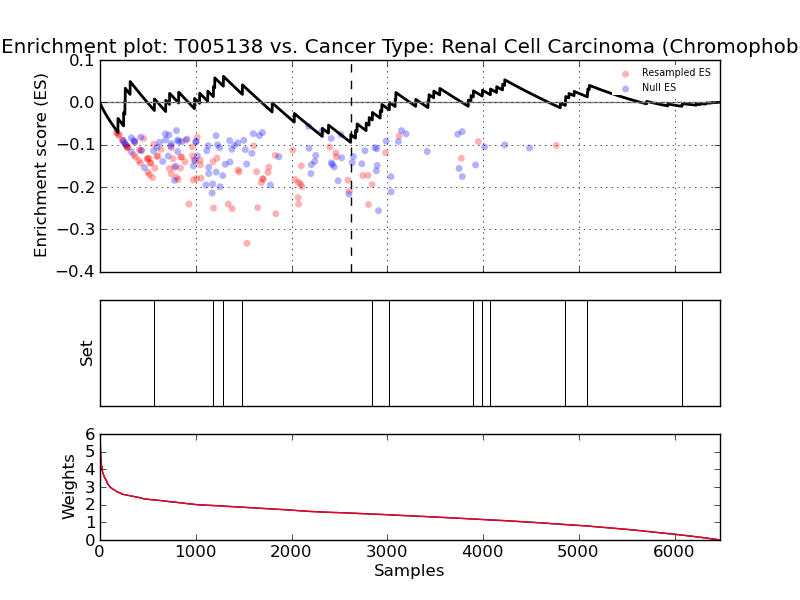 Enrichment plot: T005138 vs. Cancer Type: Renal Cell Carcinoma (Chromophob
0.1
0.0
−0.1
−0.2
−0.3
−0.4
Enrichment score (ES)
Resampled ES
Null ES
Set
6
5
4
3
2
1
0
Weights
0 1000 2000 3000 4000 5000 6000
Samples